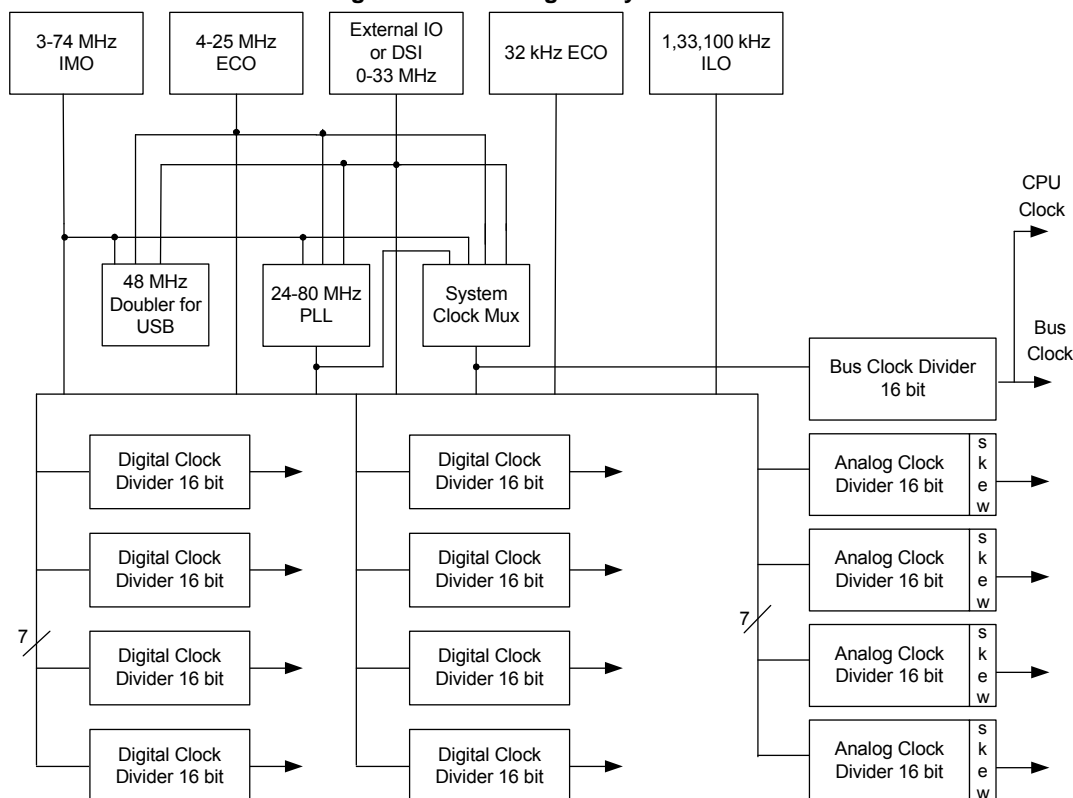 3-74 MHz
IMO
4-25 MHz
ECO
External IO
or DSI
0-33 MHz
32 kHz ECO
1,33,100 kHz
ILO
CPU
Clock
48 MHz
Doubler for
USB
24-80 MHz
PLL
System
Clock Mux
Bus
Clock
Bus Clock Divider
16 bit
Digital Clock
Divider 16 bit
Digital Clock
Divider 16 bit
Analog Clock
Divider 16 bit
s
k
e
w
Digital Clock
Divider 16 bit
Digital Clock
Divider 16 bit
Analog Clock
Divider 16 bit
s
k
e
w
7
7
Digital Clock
Divider 16 bit
Digital Clock
Divider 16 bit
Analog Clock
Divider 16 bit
s
k
e
w
Digital Clock
Divider 16 bit
Digital Clock
Divider 16 bit
Analog Clock
Divider 16 bit
s
k
e
w